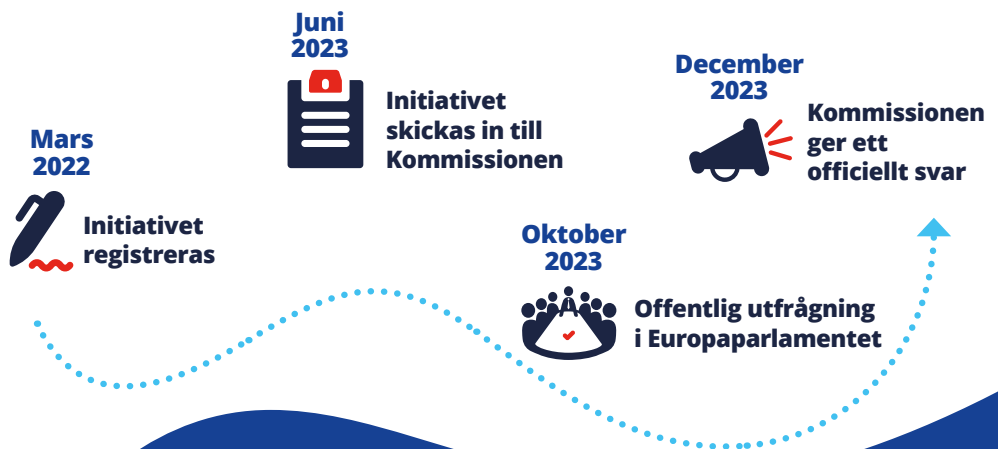 Mars
2022
Initiativet
registreras
Juni
2023
Initiativet
skickas in till
Kommissionen
Oktober
2023
Offentlig utfrågning
i Europaparlamentet
December
2023
Kommissionen
ger ett
officiellt svar